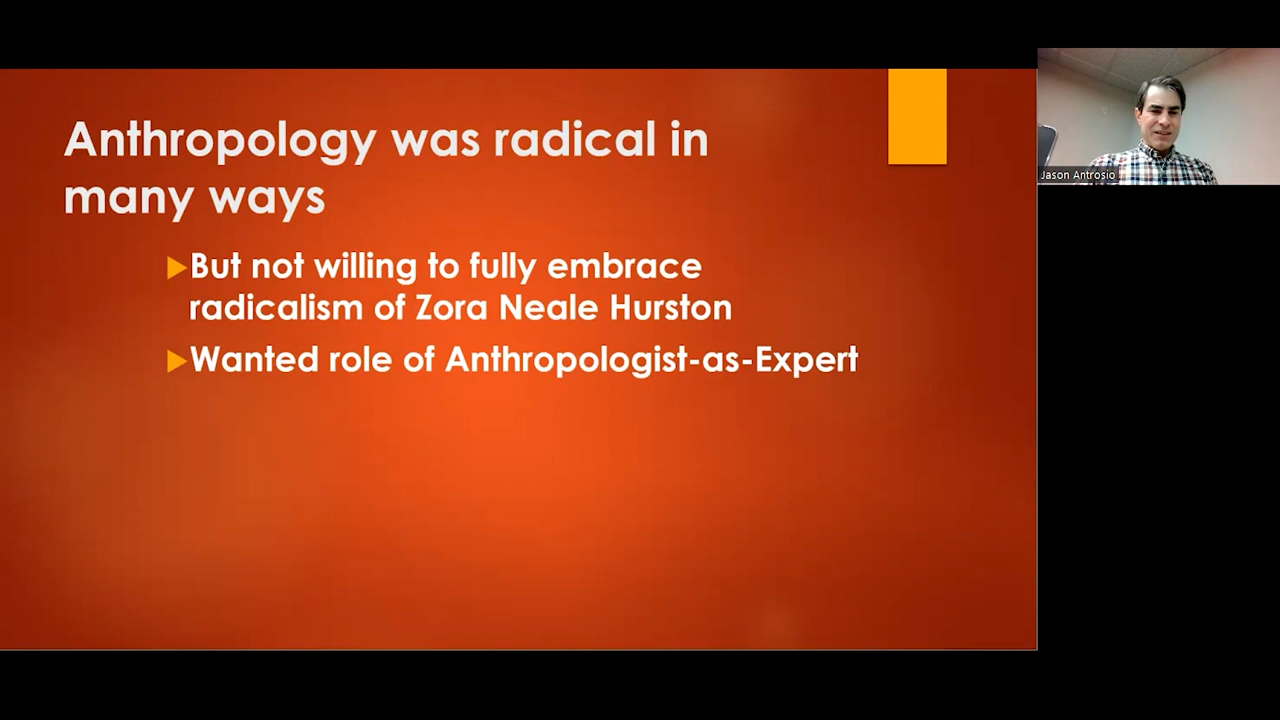 Anthropology was radical in
many ways
But not willing to fully embrace
radicalism of Zora Neale Hurston
Wanted role of Anthropologist-as-Expert
Jason Antrosio